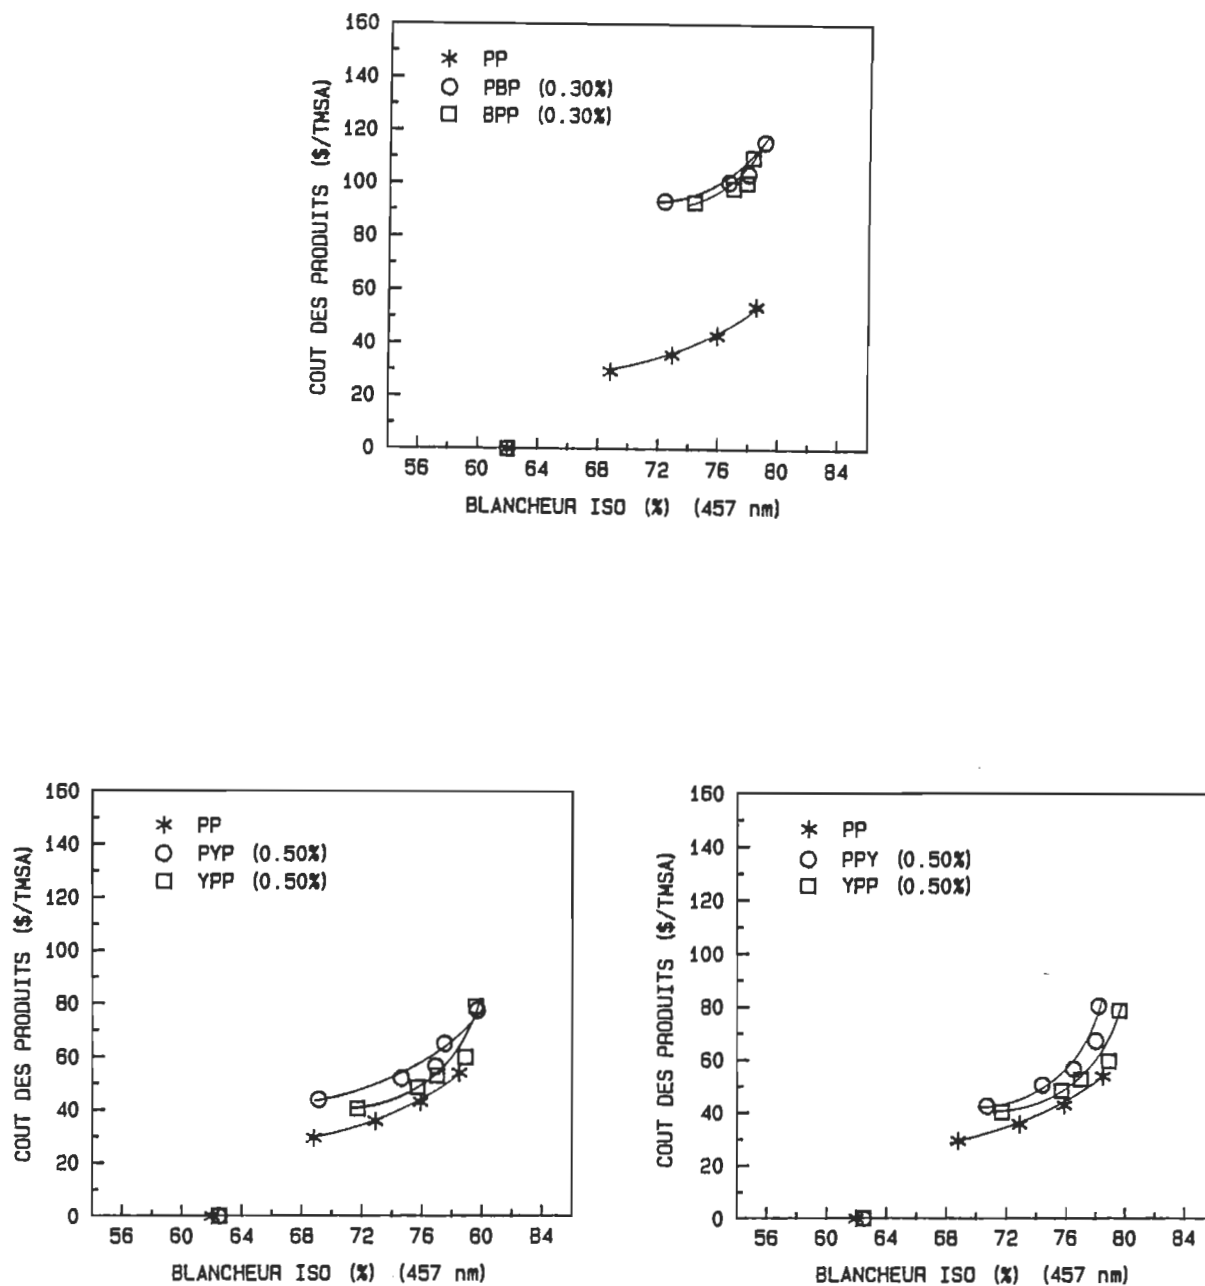 160
140
120
100
80
60
40
20
0
COUT DES PRODUITS ($/TMSA)
PP
PBP (0.30%)
BPP (0.30%)
56 60 64 68 72 76 80 84
BLANCHEUR ISO (%) (457 nm)
160
140
120
100
80
60
40
20
0
COUT DES PRODUITS ($/TMSA)
PP
PYP (0.50%)
YPP (0.50%)
56 60 64 68 72 76 80 84
BLANCHEUR ISO (%) (457 nm)
160
140
120
100
80
60
40
20
0
COUT DES PRODUITS ($/TMSA)
PP
PPY (0.50%)
YPP (0.50%)
56 60 64 68 72 76 80 84
BLANCHEUR ISO (%) (457 nm)